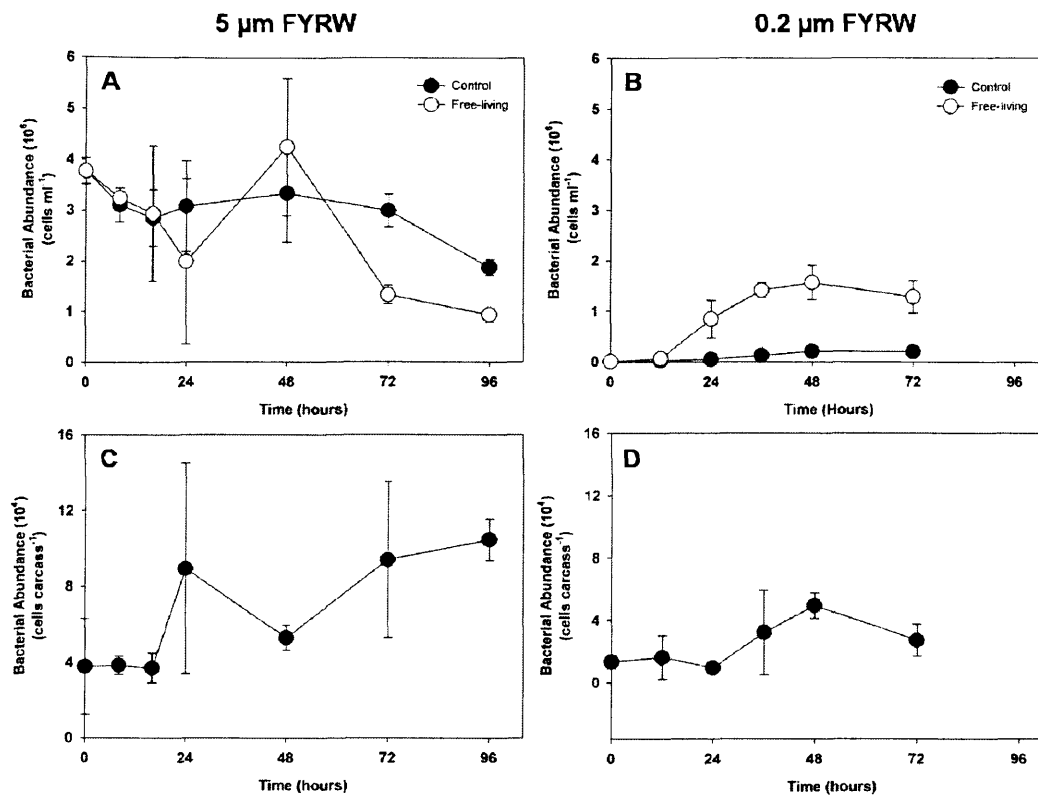 5 µm FYRW
0.2 µm FYRW
A
Control
Free-living
Bacterial Abundance (10⁶)
(cells ml⁻¹)
6
5
4
3
2
1
0
0 24 48 72 96
Time (hours)
B
Control
Free-living
Bacterial Abundance (10⁶)
(cells ml⁻¹)
6
5
4
3
2
1
0
0 24 48 72 96
Time (Hours)
C
Bacterial Abundance (10⁴)
(cells carcass⁻¹)
16
12
8
4
0
0 24 48 72 96
Time (hours)
D
Bacterial Abundance (10⁴)
(cells carcass⁻¹)
16
12
8
4
0
0 24 48 72 96
Time (hours)